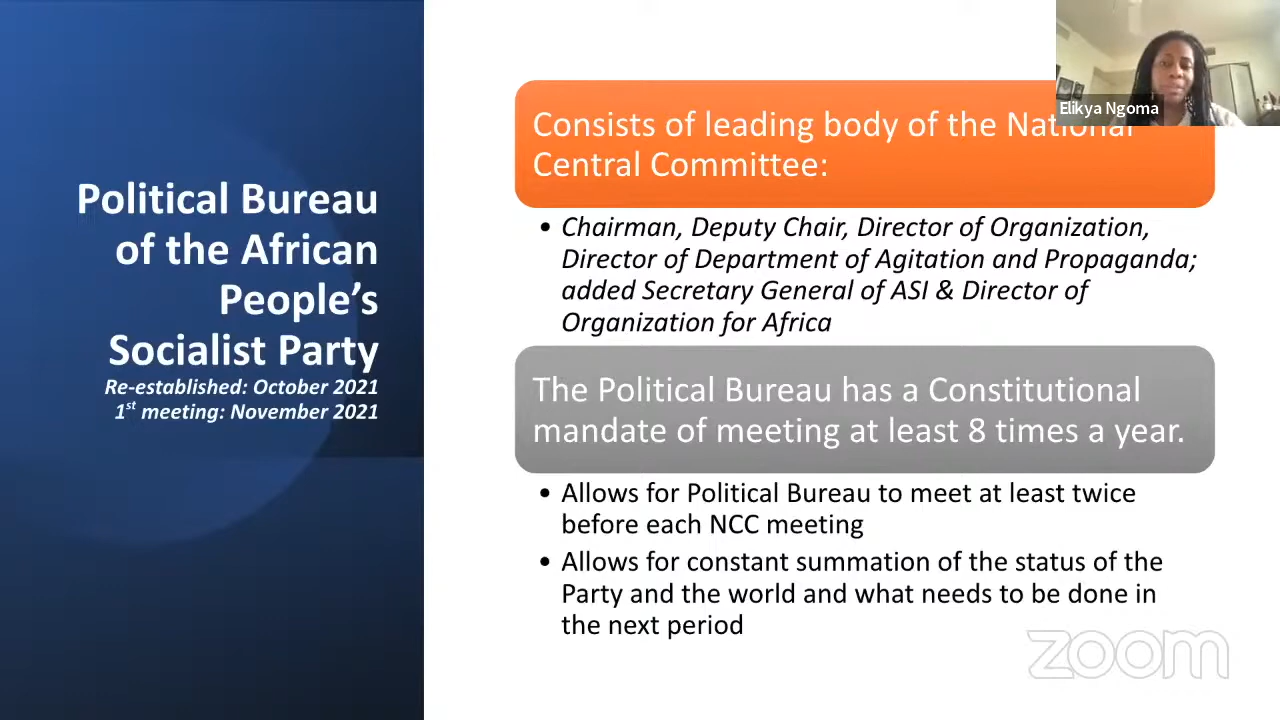 Political Bureau
of the African
People's
Socialist Party
Re-established: October 2021
1st meeting: November 2021
Elikya Ngoma
Consists of leading body of the National
Central Committee:
• Chairman, Deputy Chair, Director of Organization,
Director of Department of Agitation and Propaganda;
added Secretary General of ASI & Director of
Organization for Africa
The Political Bureau has a Constitutional
mandate of meeting at least 8 times a year.
• Allows for Political Bureau to meet at least twice
before each NCC meeting
• Allows for constant summation of the status of the
Party and the world and what needs to be done in
the next period
zoom